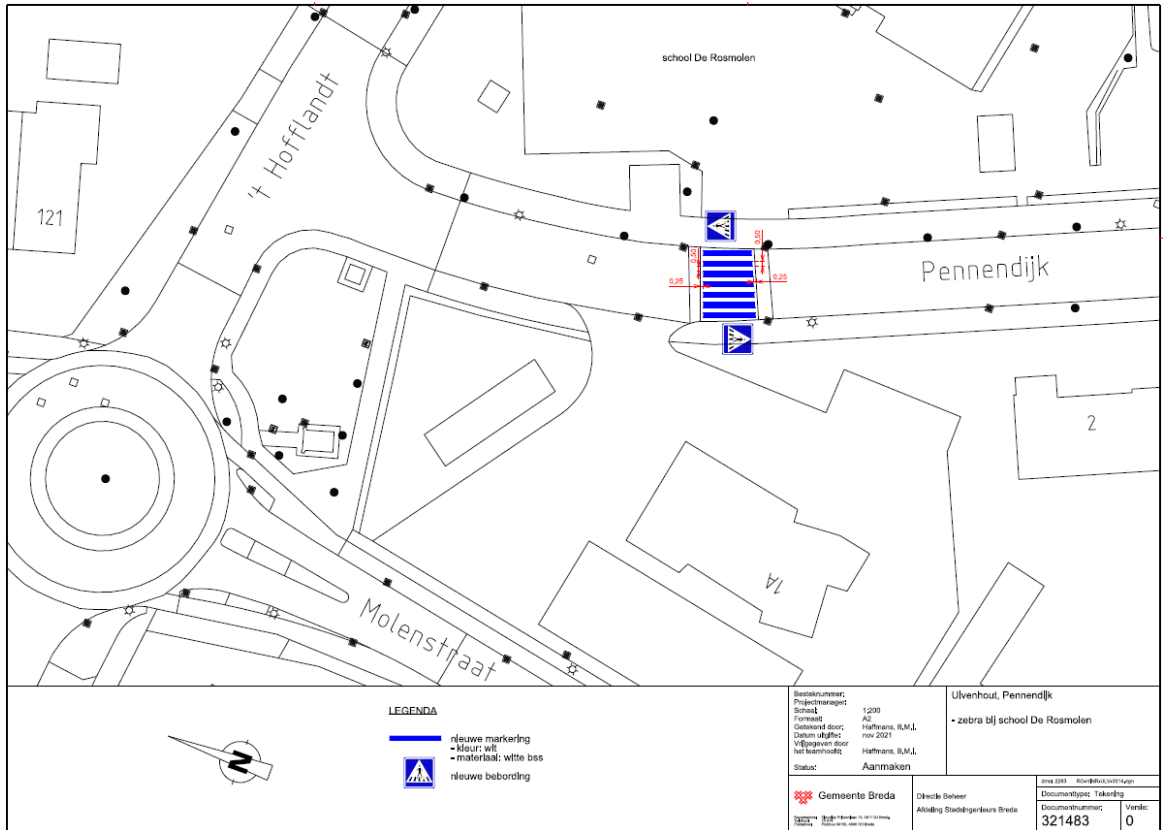 school De Rosmolen
't Hofflandt
121
0,50
0,50
0,25
0,25
Pennendijk
2
1A
Molenstraat
LEGENDA
nieuwe markering
- kleur: wit
- materiaal: witte bss
nieuwe bebording
N
Besteknummer:
Projectmanager:
Schaal: 1:200
Formaat: A2
Getekend door: Haffmans, B.M.J.
Datum uitgifte: nov 2021
Vrijgegeven door
het teamhoofd: Haffmans, B.M.J.
Status: Aanmaken
Ulvenhout, Pennendijk
- zebra bij school De Rosmolen
Gemeente Breda
Directie Beheer
Afdeling Stadsingenieurs Breda
Documenttype: Tekening
Documentnummer:
321483
Versie:
0